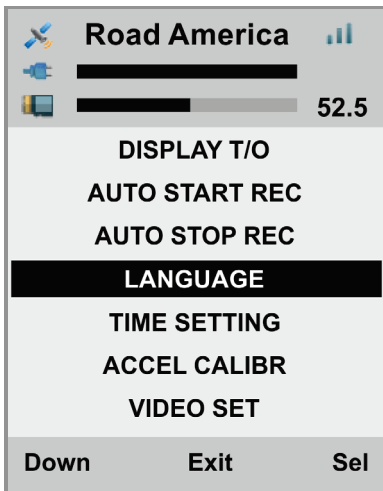 Road America
52.5
DISPLAY T/O
AUTO START REC
AUTO STOP REC
LANGUAGE
TIME SETTING
ACCEL CALIBR
VIDEO SET
Down Exit Sel